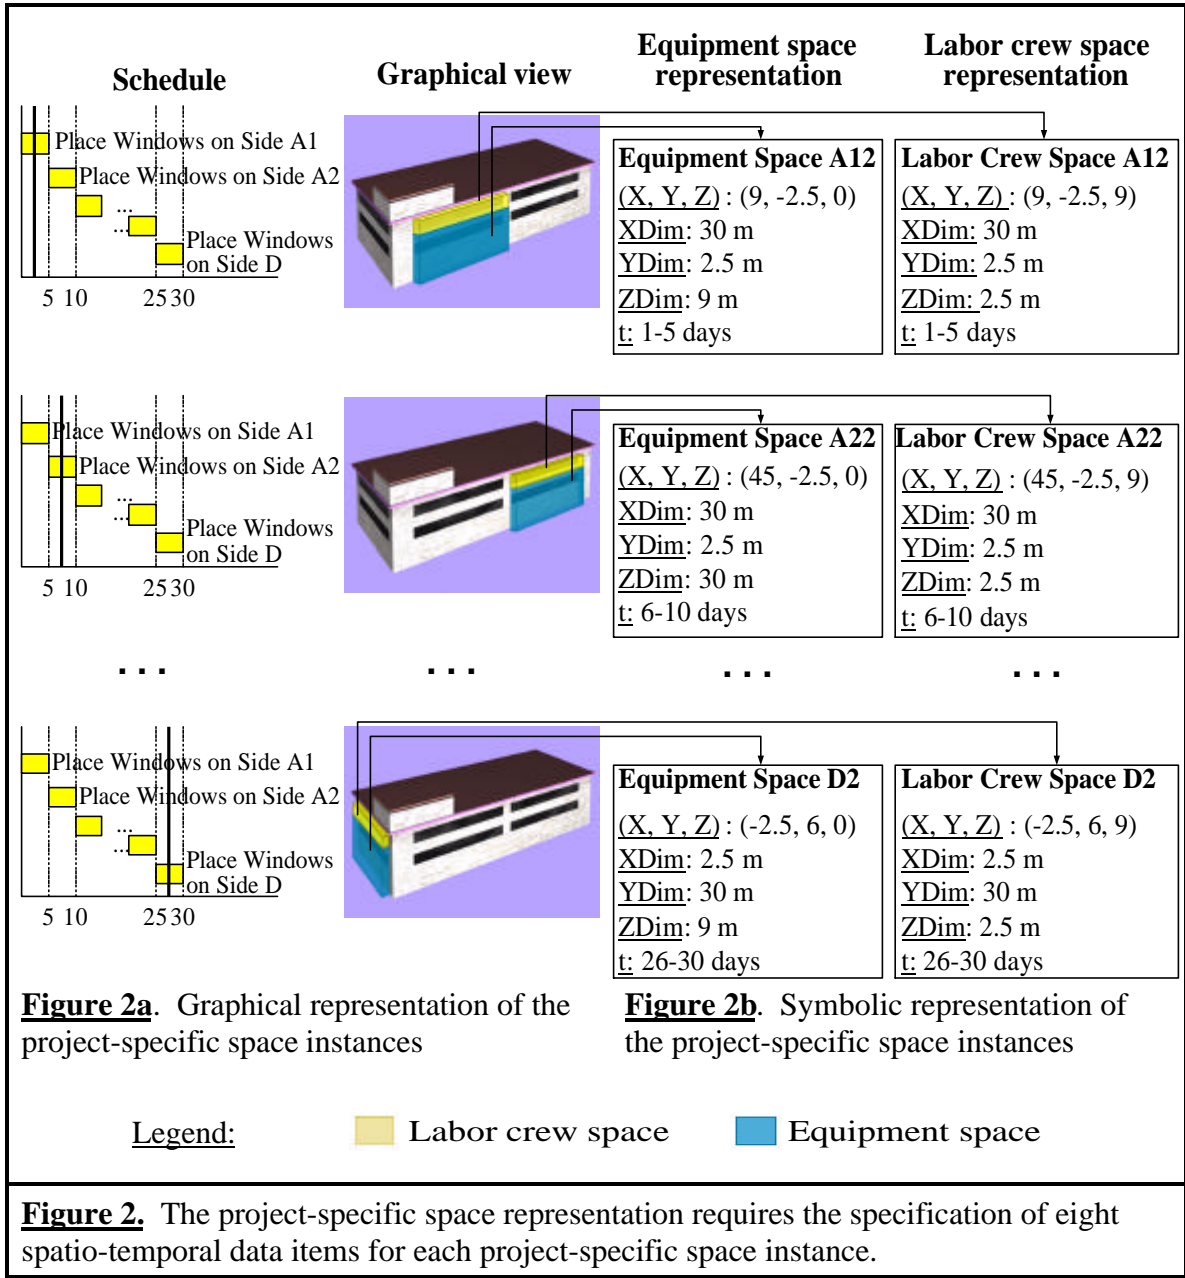 Schedule
Graphical view
Equipment space
representation
Labor crew space
representation
Place Windows on Side A1
Place Windows on Side A2
...
...
Place Windows
on Side D
5 10 25 30
Equipment Space A12
(X, Y, Z) : (9, -2.5, 0)
XDim: 30 m
YDim: 2.5 m
ZDim: 9 m
t: 1-5 days
Labor Crew Space A12
(X, Y, Z) : (9, -2.5, 9)
XDim: 30 m
YDim: 2.5 m
ZDim: 2.5 m
t: 1-5 days
Place Windows on Side A1
Place Windows on Side A2
...
...
Place Windows
on Side D
5 10 25 30
Equipment Space A22
(X, Y, Z) : (45, -2.5, 0)
XDim: 30 m
YDim: 2.5 m
ZDim: 30 m
t: 6-10 days
Labor Crew Space A22
(X, Y, Z) : (45, -2.5, 9)
XDim: 30 m
YDim: 2.5 m
ZDim: 2.5 m
t: 6-10 days
. . . . . . . . . . . .
Place Windows on Side A1
Place Windows on Side A2
...
...
Place Windows
on Side D
5 10 25 30
Equipment Space D2
(X, Y, Z) : (-2.5, 6, 0)
XDim: 2.5 m
YDim: 30 m
ZDim: 9 m
t: 26-30 days
Labor Crew Space D2
(X, Y, Z) : (-2.5, 6, 9)
XDim: 2.5 m
YDim: 30 m
ZDim: 2.5 m
t: 26-30 days
Figure 2a. Graphical representation of the
project-specific space instances
Figure 2b. Symbolic representation of
the project-specific space instances
Legend:
Labor crew space
Equipment space
Figure 2. The project-specific space representation requires the specification of eight
spatio-temporal data items for each project-specific space instance.